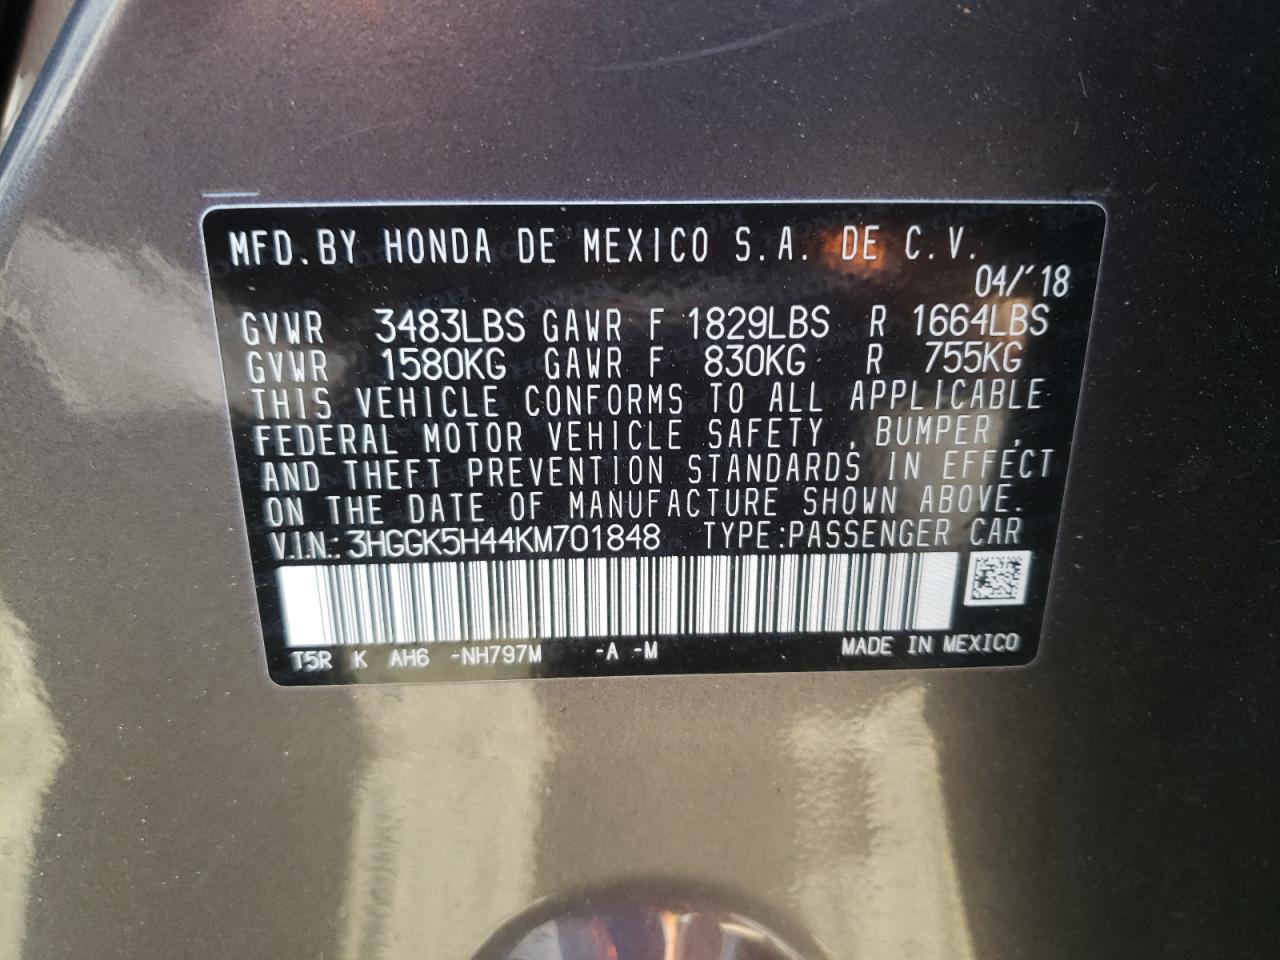 MFD. BY HONDA DE MEXICO S.A. DE C.V.
04/'18
GVWR 3483LBS GAWR F 1829LBS R 1664LBS
GVWR 1580KG GAWR F 830KG R 755KG
THIS VEHICLE CONFORMS TO ALL APPLICABLE
FEDERAL MOTOR VEHICLE SAFETY , BUMPER ,
AND THEFT PREVENTION STANDARDS IN EFFECT
ON THE DATE OF MANUFACTURE SHOWN ABOVE.
V.I.N.: 3HGGK5H44KM701848 TYPE:PASSENGER CAR
T5R K AH6 -NH797M -A -M MADE IN MEXICO